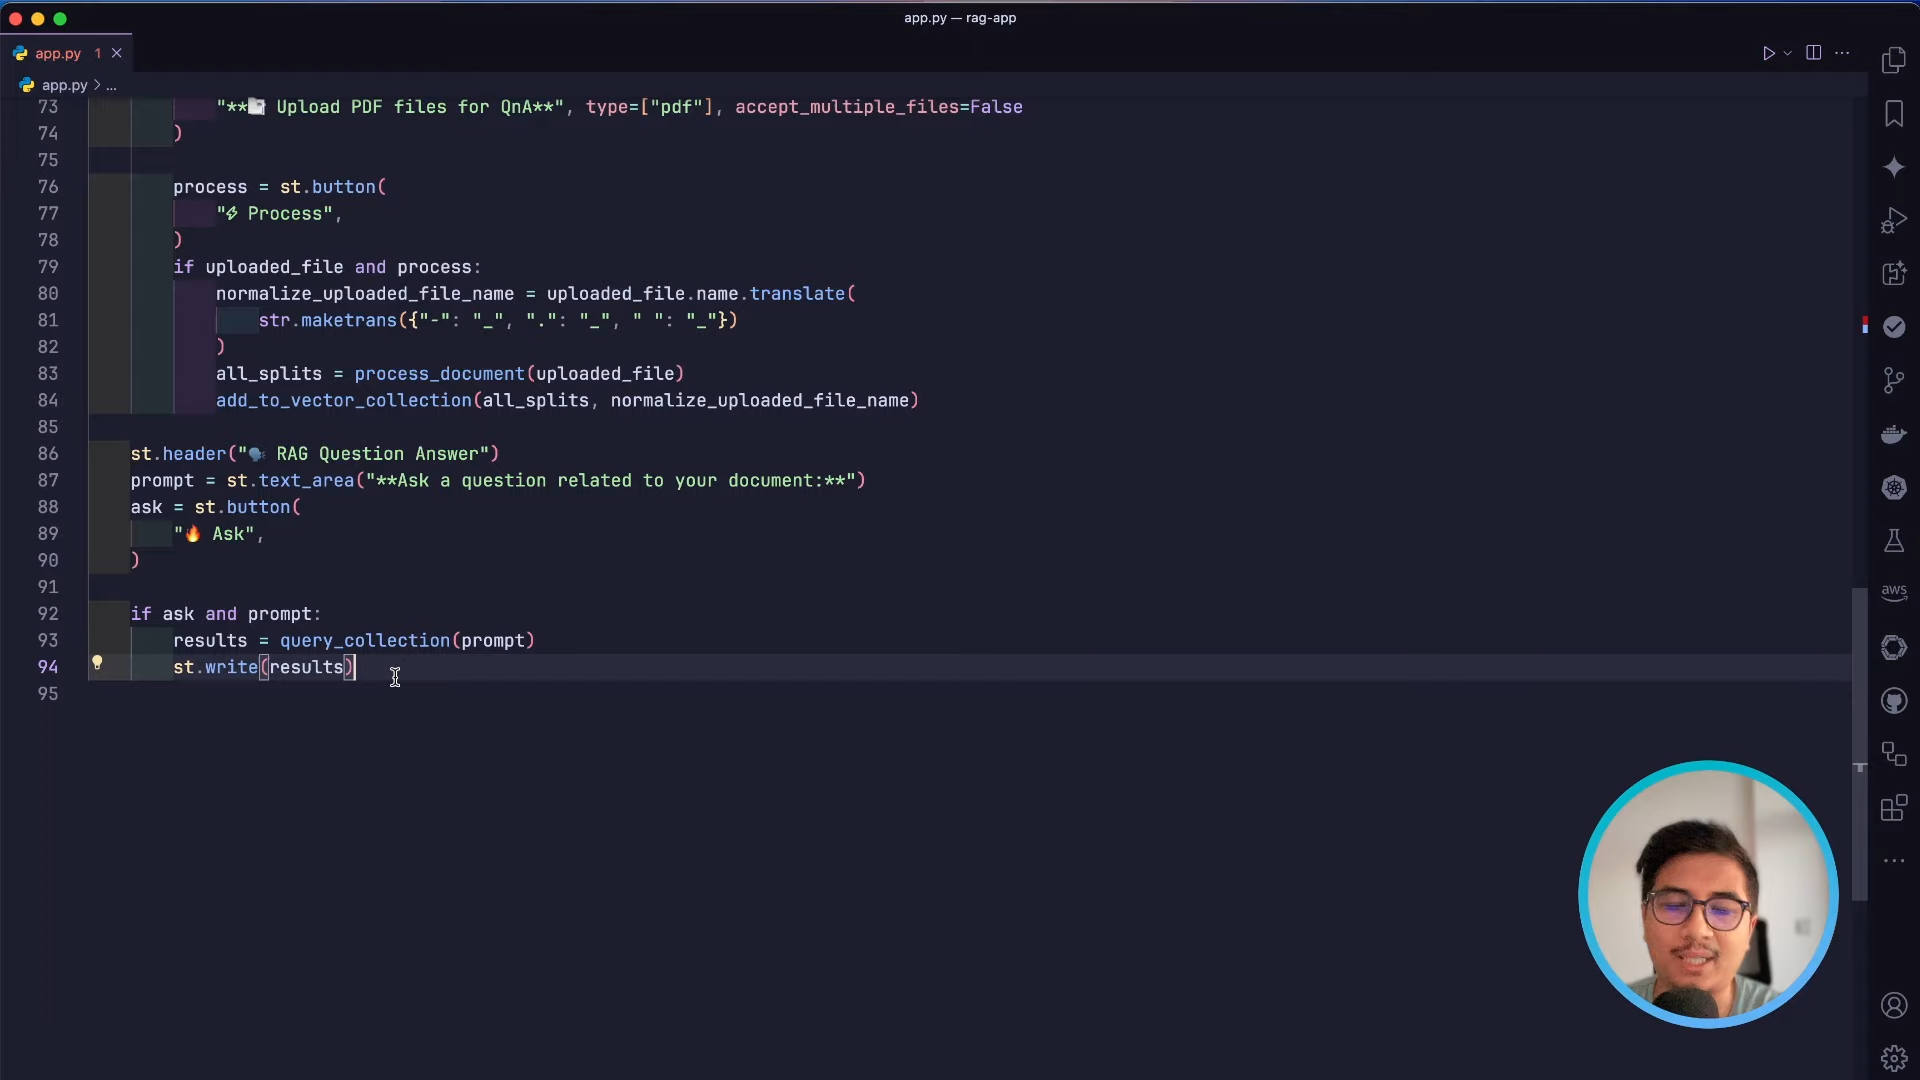 app.py — rag-app
app.py 1
app.py > ...
73 "**📑 Upload PDF files for QnA**", type=["pdf"], accept_multiple_files=False
74 )
75
76 process = st.button(
77 "⚡ Process",
78 )
79 if uploaded_file and process:
80 normalize_uploaded_file_name = uploaded_file.name.translate(
81 str.maketrans({"-": "_", ".": "_", " ": "_"})
82 )
83 all_splits = process_document(uploaded_file)
84 add_to_vector_collection(all_splits, normalize_uploaded_file_name)
85
86 st.header("🗣️ RAG Question Answer")
87 prompt = st.text_area("**Ask a question related to your document:**")
88 ask = st.button(
89 "🔥 Ask",
90 )
91
92 if ask and prompt:
93 results = query_collection(prompt)
94 st.write(results)
95
aws